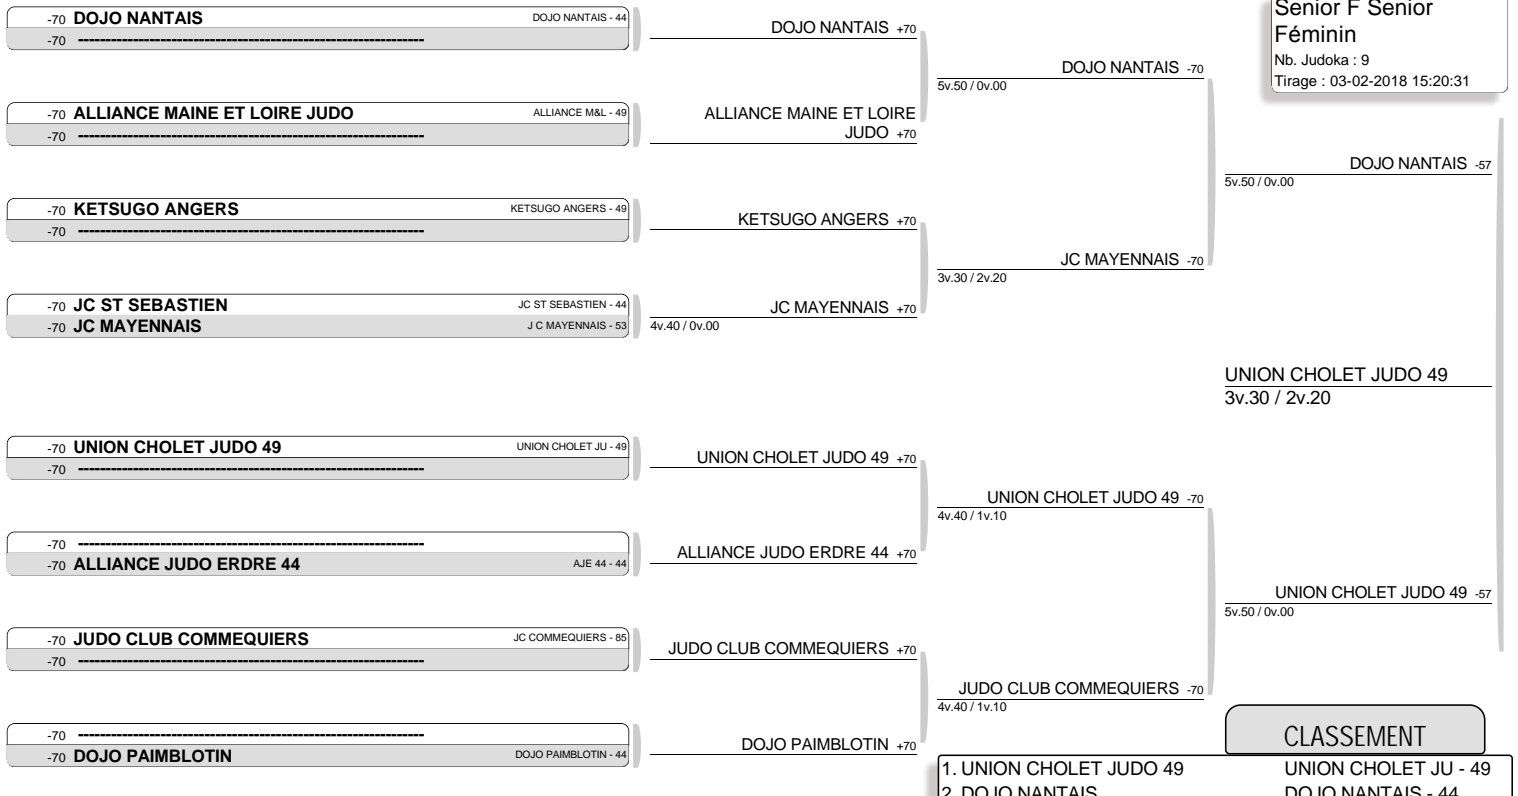 Senior F Senior
Féminin
Nb. Judoka : 9
Tirage : 03-02-2018 15:20:31
-70 DOJO NANTAIS DOJO NANTAIS - 44
-70 --------------------------------------------------------------
-70 ALLIANCE MAINE ET LOIRE JUDO ALLIANCE M&L - 49
-70 --------------------------------------------------------------
-70 KETSUGO ANGERS KETSUGO ANGERS - 49
-70 --------------------------------------------------------------
-70 JC ST SEBASTIEN JC ST SEBASTIEN - 44
-70 JC MAYENNAIS J C MAYENNAIS - 53
-70 UNION CHOLET JUDO 49 UNION CHOLET JU - 49
-70 --------------------------------------------------------------
-70 --------------------------------------------------------------
-70 ALLIANCE JUDO ERDRE 44 AJE 44 - 44
-70 JUDO CLUB COMMEQUIERS JC COMMEQUIERS - 85
-70 --------------------------------------------------------------
-70 --------------------------------------------------------------
-70 DOJO PAIMBLOTIN DOJO PAIMBLOTIN - 44
DOJO NANTAIS +70
ALLIANCE MAINE ET LOIRE
JUDO +70
KETSUGO ANGERS +70
JC MAYENNAIS +70
4v.40 / 0v.00
UNION CHOLET JUDO 49 +70
ALLIANCE JUDO ERDRE 44 +70
JUDO CLUB COMMEQUIERS +70
DOJO PAIMBLOTIN +70
DOJO NANTAIS -70
5v.50 / 0v.00
JC MAYENNAIS -70
3v.30 / 2v.20
UNION CHOLET JUDO 49 -70
4v.40 / 1v.10
JUDO CLUB COMMEQUIERS -70
4v.40 / 1v.10
DOJO NANTAIS -57
5v.50 / 0v.00
UNION CHOLET JUDO 49
3v.30 / 2v.20
UNION CHOLET JUDO 49 -57
5v.50 / 0v.00
CLASSEMENT
1. UNION CHOLET JUDO 49 UNION CHOLET JU - 49
2. DOJO NANTAIS DOJO NANTAIS - 44